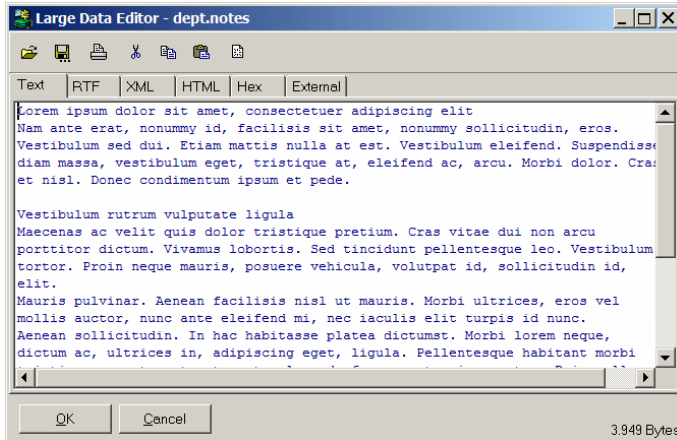 Large Data Editor - dept.notes
Text RTF XML HTML Hex External
Lorem ipsum dolor sit amet, consectetuer adipiscing elit
Nam ante erat, nonummy id, facilisis sit amet, nonummy sollicitudin, eros.
Vestibulum sed dui. Etiam mattis nulla at est. Vestibulum eleifend. Suspendisse
diam massa, vestibulum eget, tristique at, eleifend ac, arcu. Morbi dolor. Cras
et nisl. Donec condimentum ipsum et pede.
Vestibulum rutrum vulputate ligula
Maecenas ac velit quis dolor tristique pretium. Cras vitae dui non arcu
porttitor dictum. Vivamus lobortis. Sed tincidunt pellentesque leo. Vestibulum
tortor. Proin neque mauris, posuere vehicula, volutpat id, sollicitudin id,
elit.
Mauris pulvinar. Aenean facilisis nisl ut mauris. Morbi ultrices, eros vel
mollis auctor, nunc ante eleifend mi, nec iaculis elit turpis id nunc.
Aenean sollicitudin. In hac habitasse platea dictumst. Morbi lorem neque,
dictum ac, ultrices in, adipiscing eget, ligula. Pellentesque habitant morbi
OK Cancel
3.949 Bytes